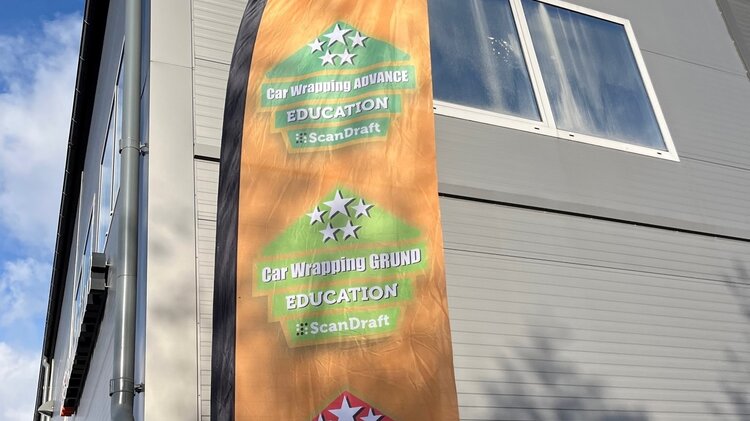 Car Wrapping ADVANCE
EDUCATION
ScanDraft
Car Wrapping GRUND
EDUCATION
ScanDraft